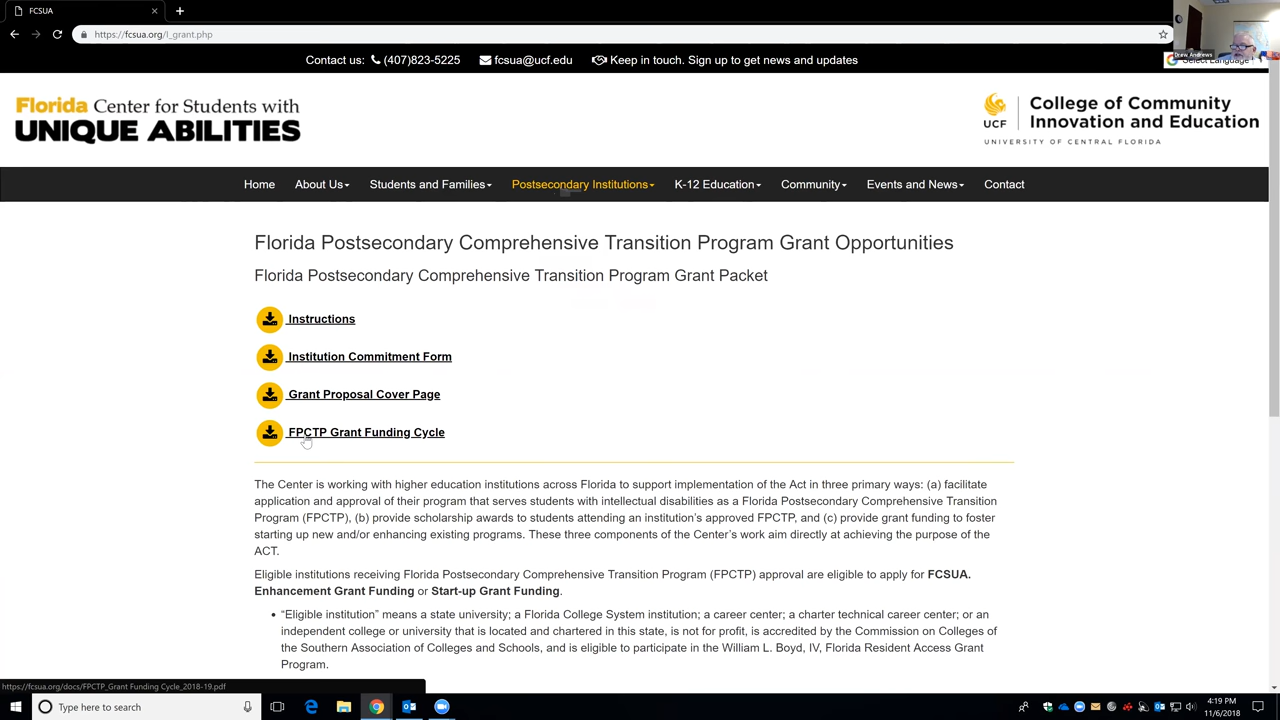 FCSUA
https://fcsua.org/l_grant.php
Drew Andrews
Contact us: (407)823-5225 fcsua@ucf.edu Keep in touch. Sign up to get news and updates
Select Language
Florida Center for Students with
UNIQUE ABILITIES
UCF
College of Community
Innovation and Education
UNIVERSITY OF CENTRAL FLORIDA
Home About Us Students and Families Postsecondary Institutions K-12 Education Community Events and News Contact
Florida Postsecondary Comprehensive Transition Program Grant Opportunities
Florida Postsecondary Comprehensive Transition Program Grant Packet
Instructions
Institution Commitment Form
Grant Proposal Cover Page
FPCTP Grant Funding Cycle
The Center is working with higher education institutions across Florida to support implementation of the Act in three primary ways: (a) facilitate
application and approval of their program that serves students with intellectual disabilities as a Florida Postsecondary Comprehensive Transition
Program (FPCTP), (b) provide scholarship awards to students attending an institution's approved FPCTP, and (c) provide grant funding to foster
starting up new and/or enhancing existing programs. These three components of the Center's work aim directly at achieving the purpose of the
ACT.
Eligible institutions receiving Florida Postsecondary Comprehensive Transition Program (FPCTP) approval are eligible to apply for FCSUA.
Enhancement Grant Funding or Start-up Grant Funding.
• "Eligible institution" means a state university; a Florida College System institution; a career center; a charter technical career center; or an
independent college or university that is located and chartered in this state, is not for profit, is accredited by the Commission on Colleges of
the Southern Association of Colleges and Schools, and is eligible to participate in the William L. Boyd, IV, Florida Resident Access Grant
Program.
https://fcsua.org/docs/FPCTP_Grant Funding Cycle_2018-19.pdf
Type here to search
4:19 PM
11/6/2018